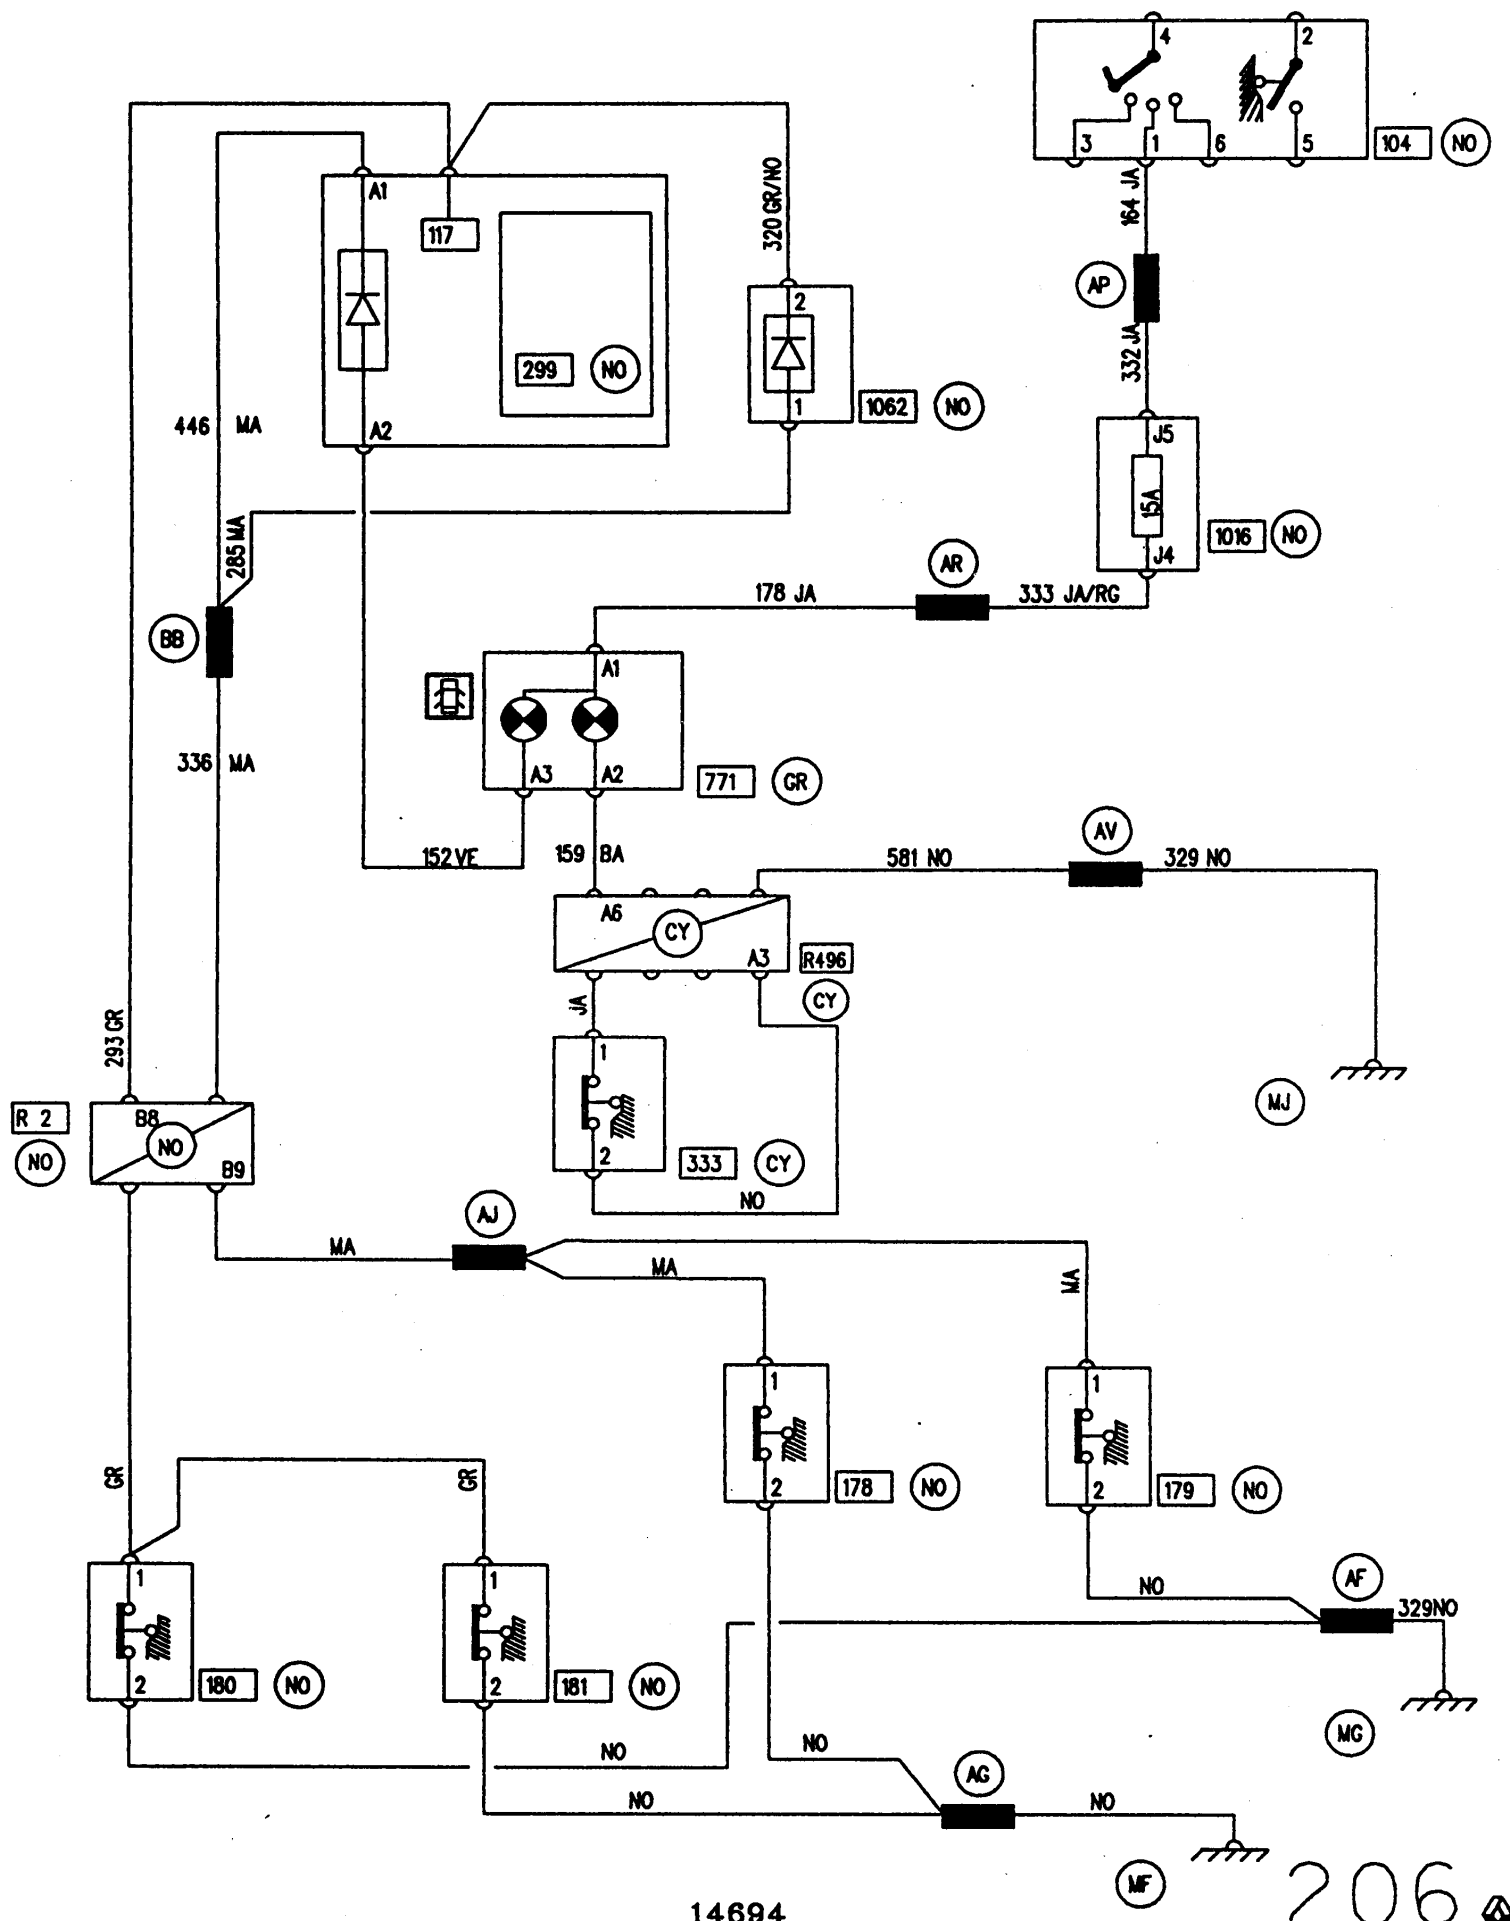 4
2
3
1
6
5
104
NO
164 JA
AP
332 JA
A1
117
320 GR/NO
299
NO
2
1
1062
NO
A2
446 MA
285 MA
J5
15A
J4
1016
NO
AR
178 JA
333 JA/RG
BB
A1
A3
A2
771
GR
336 MA
152 VE
159 BA
AV
581 NO
329 NO
A6
CY
A3
R496
CY
JA
293 GR
1
2
333
CY
NO
MJ
R 2
NO
B8
NO
B9
AJ
MA
MA
MA
1
2
178
NO
1
2
179
NO
GR
GR
1
2
180
NO
1
2
181
NO
NO
AF
329NO
MG
NO
NO
NO
AG
NO
MF
206
14694